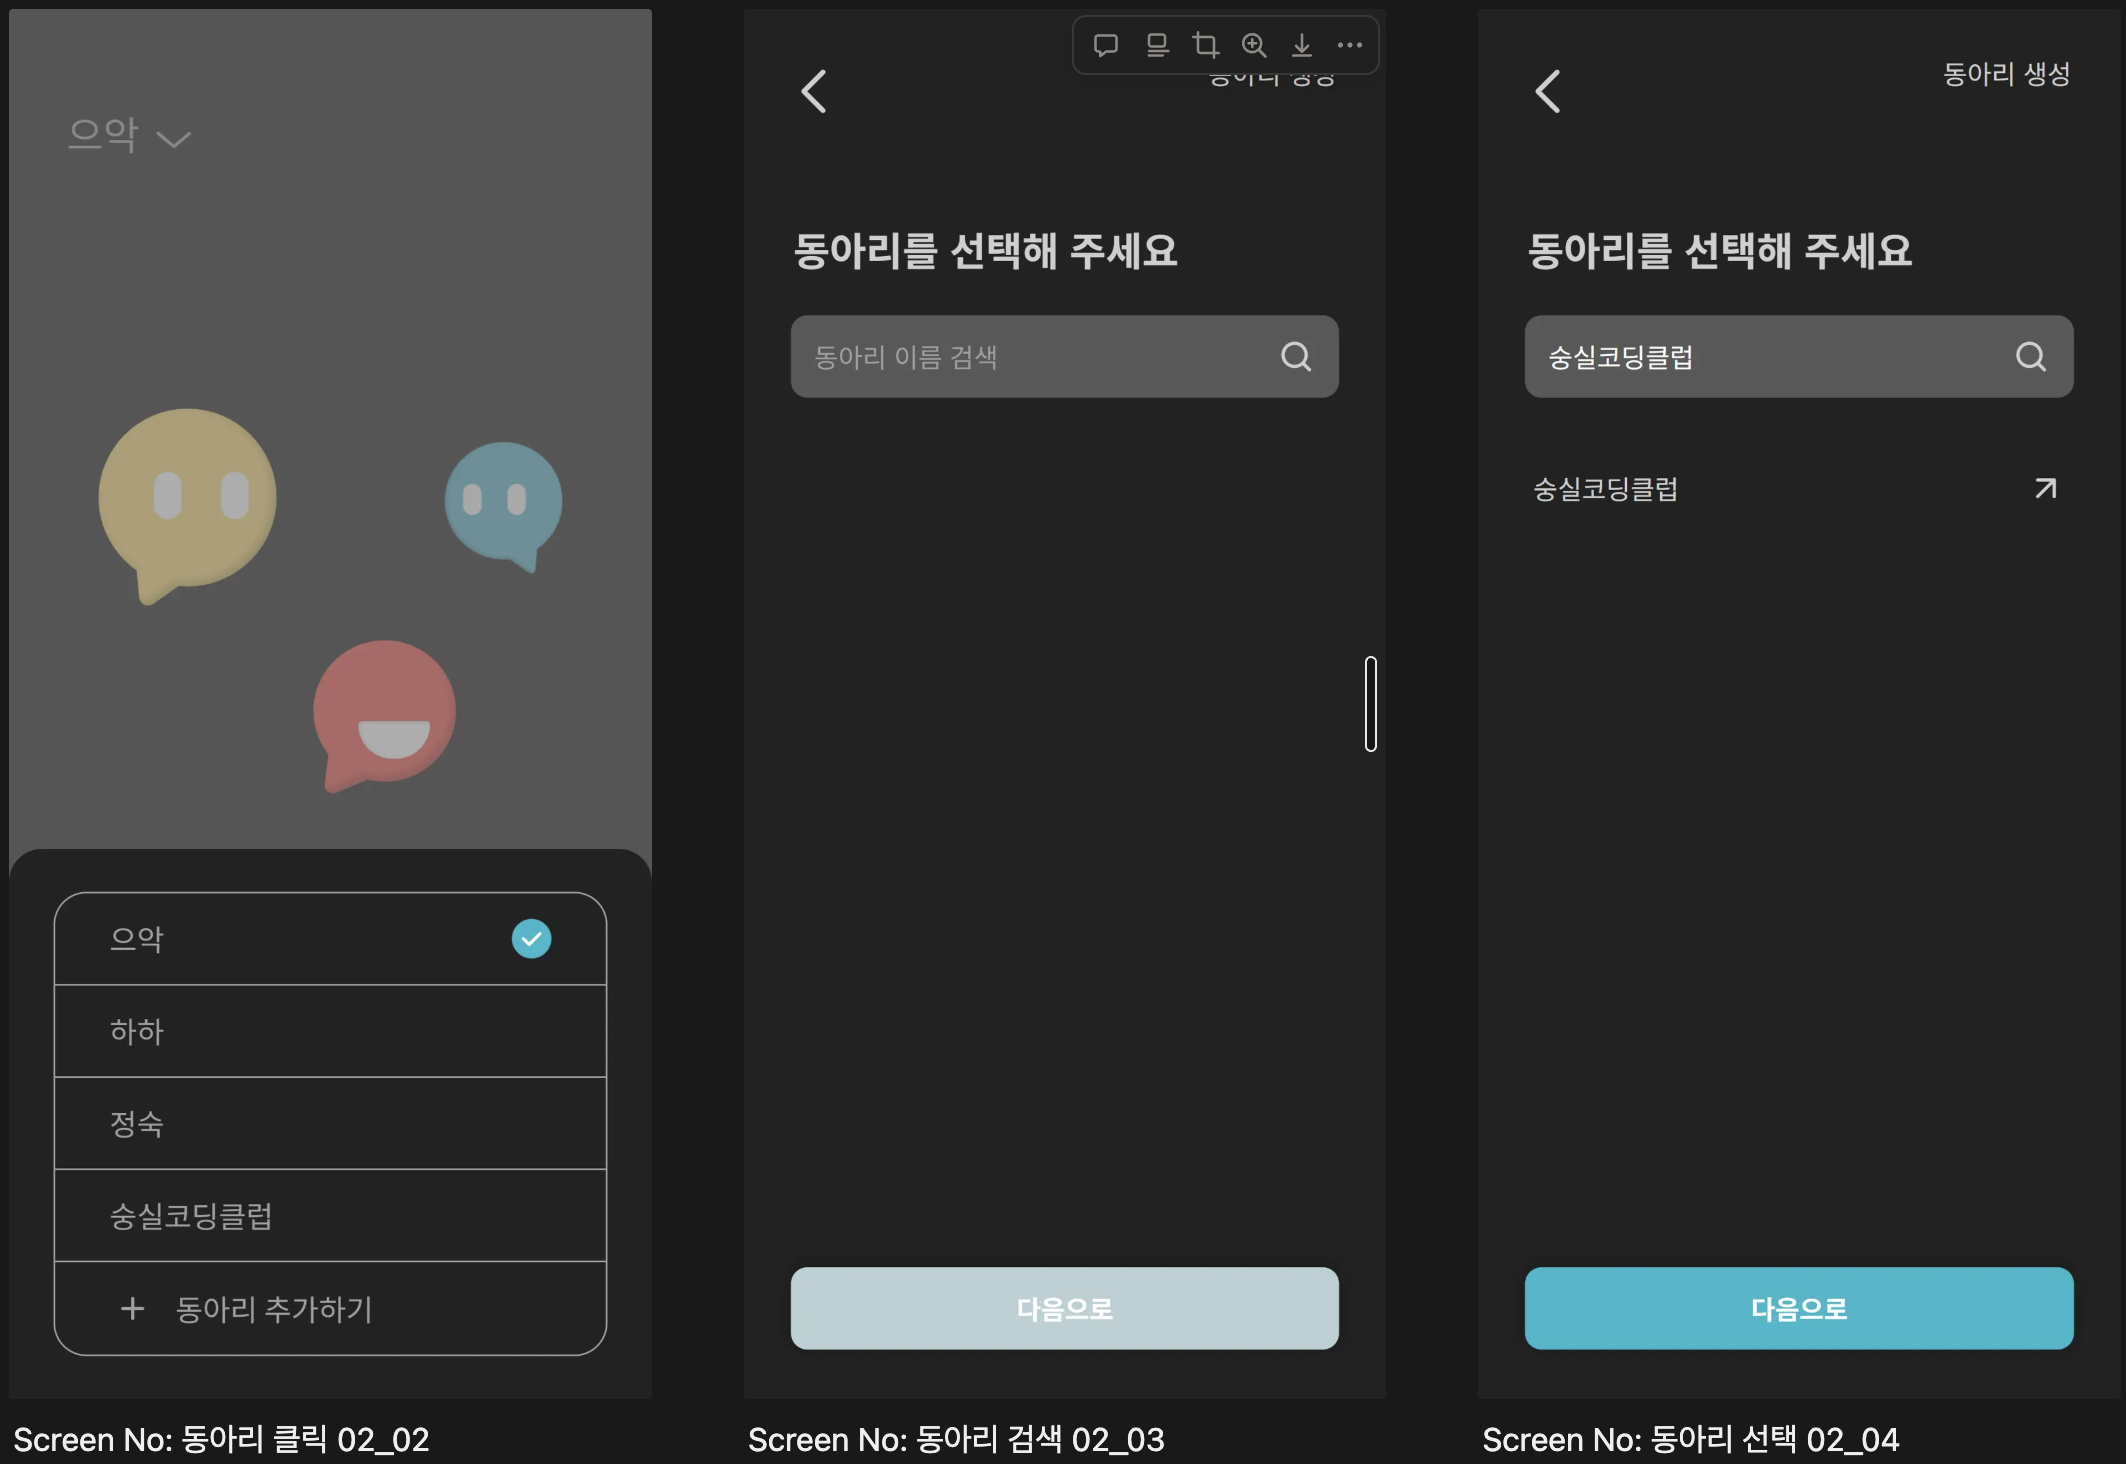 으악
으악
하하
정숙
숭실코딩클럽
+ 동아리 추가하기
Screen No: 동아리 클릭 02_02
동아리 생성
동아리를 선택해 주세요
동아리 이름 검색
다음으로
Screen No: 동아리 검색 02_03
동아리 생성
동아리를 선택해 주세요
숭실코딩클럽
숭실코딩클럽
다음으로
Screen No: 동아리 선택 02_04